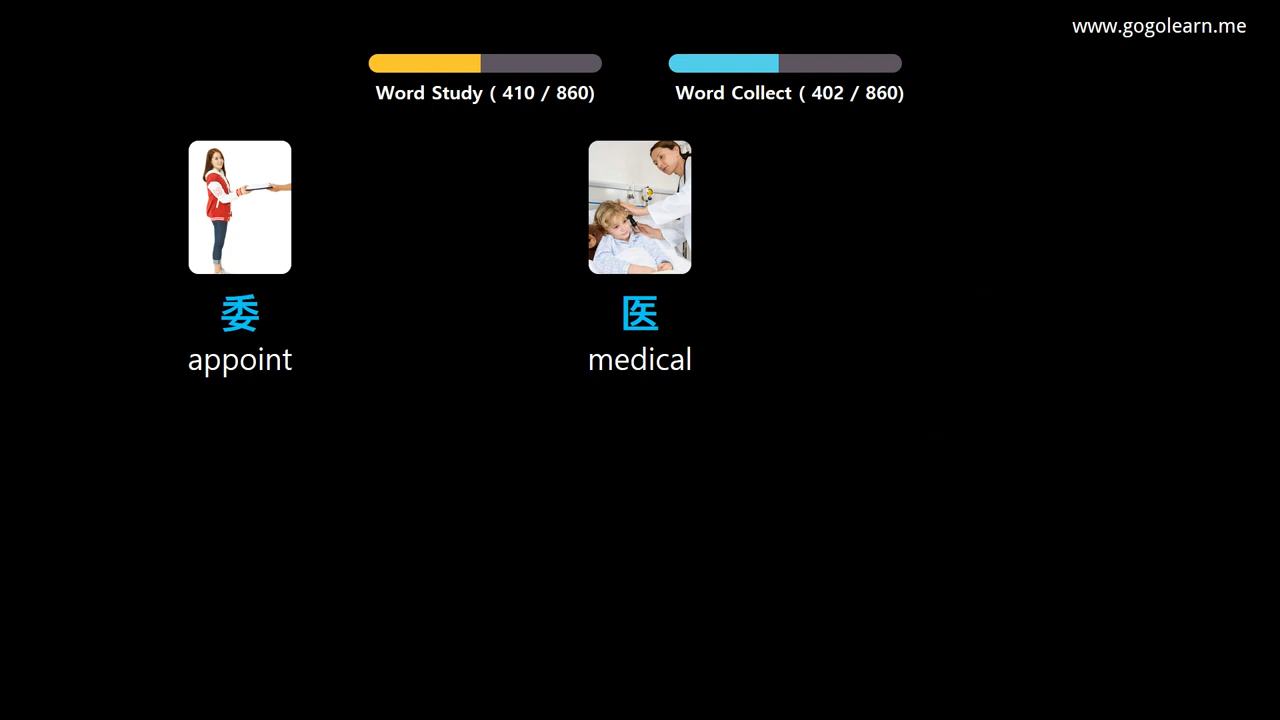 www.gogolearn.me
Word Study ( 410 / 860)
Word Collect ( 402 / 860)
委
医
appoint
medical